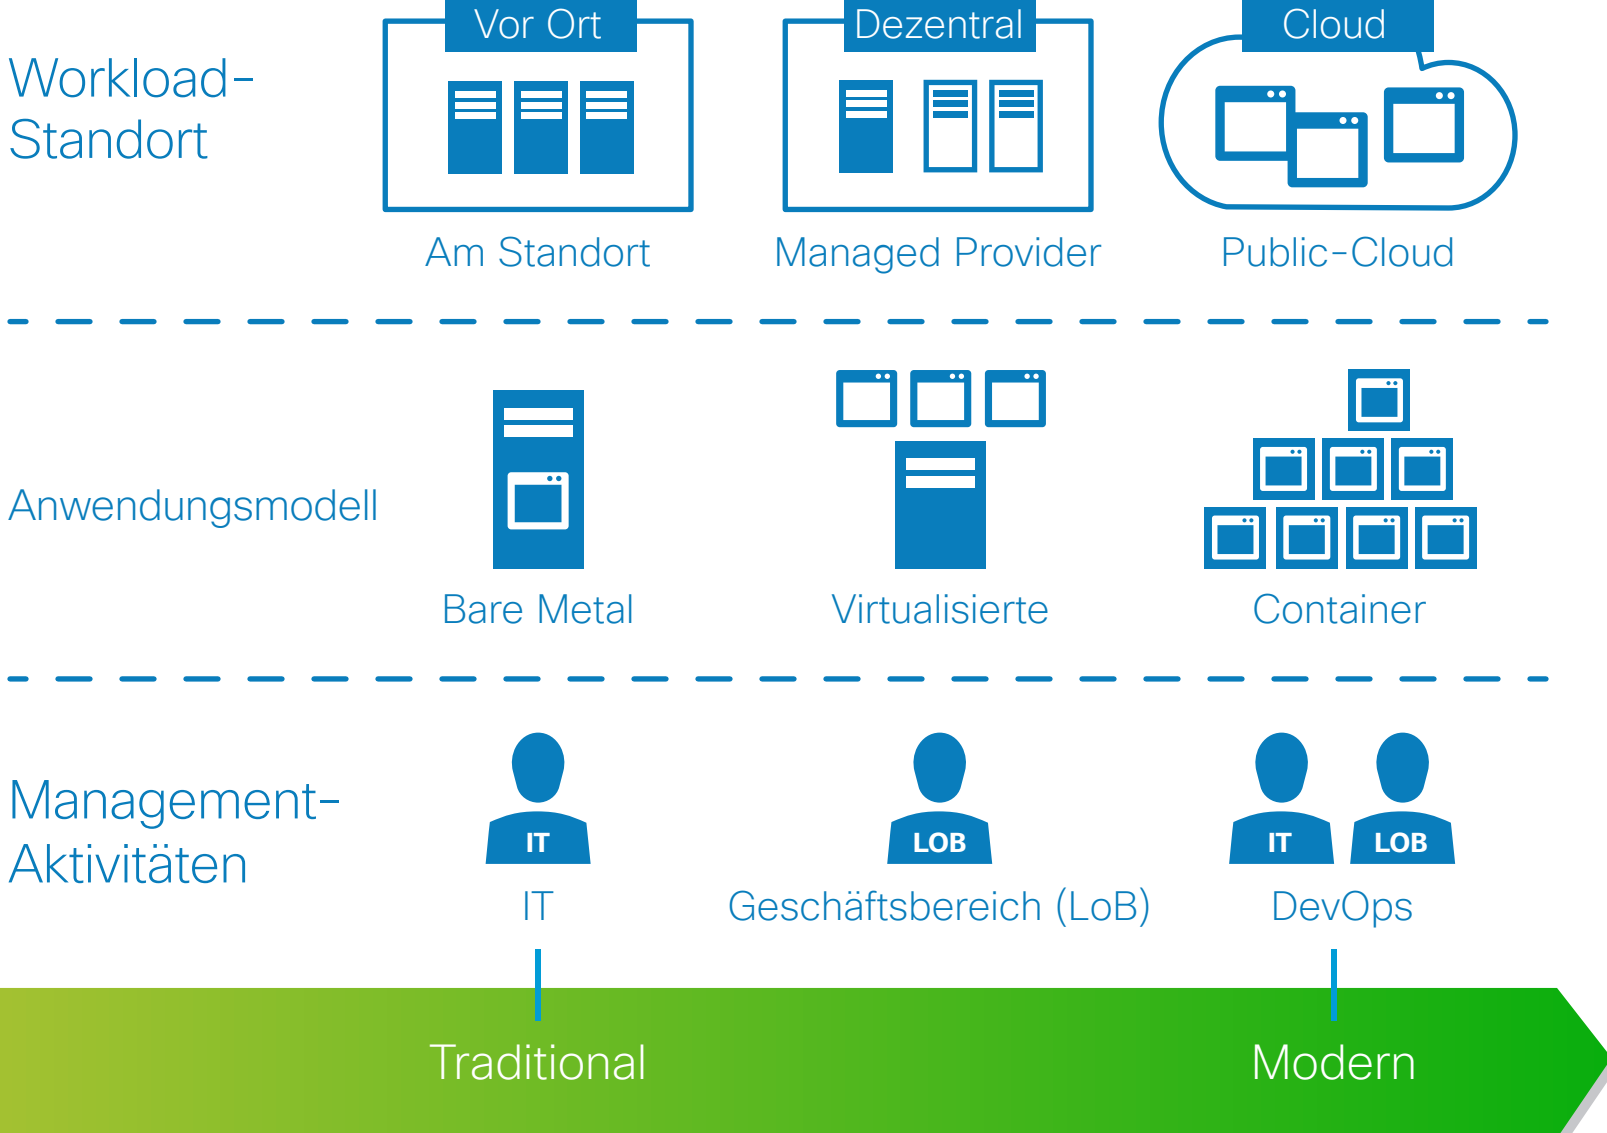 Vor Ort
Dezentral
Cloud
Workload-
Standort
Am Standort
Managed Provider
Public-Cloud
Anwendungsmodell
Bare Metal
Virtualisierte
Container
Management-
Aktivitäten
IT
LOB
IT
LOB
IT
Geschäftsbereich (LoB)
DevOps
Traditional
Modern